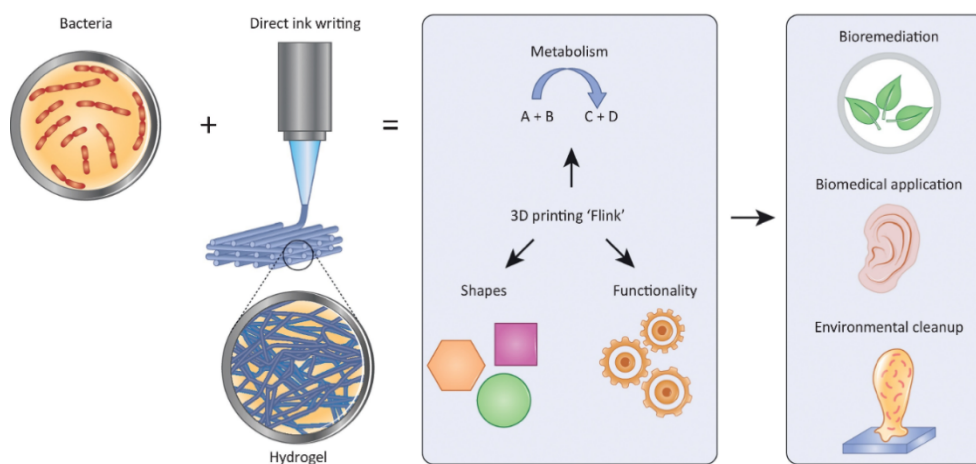 Bacteria
+
Direct ink writing
=
Hydrogel
Metabolism
A + B
C + D
3D printing ‘Flink’
Shapes
Functionality
Bioremediation
Biomedical application
Environmental cleanup